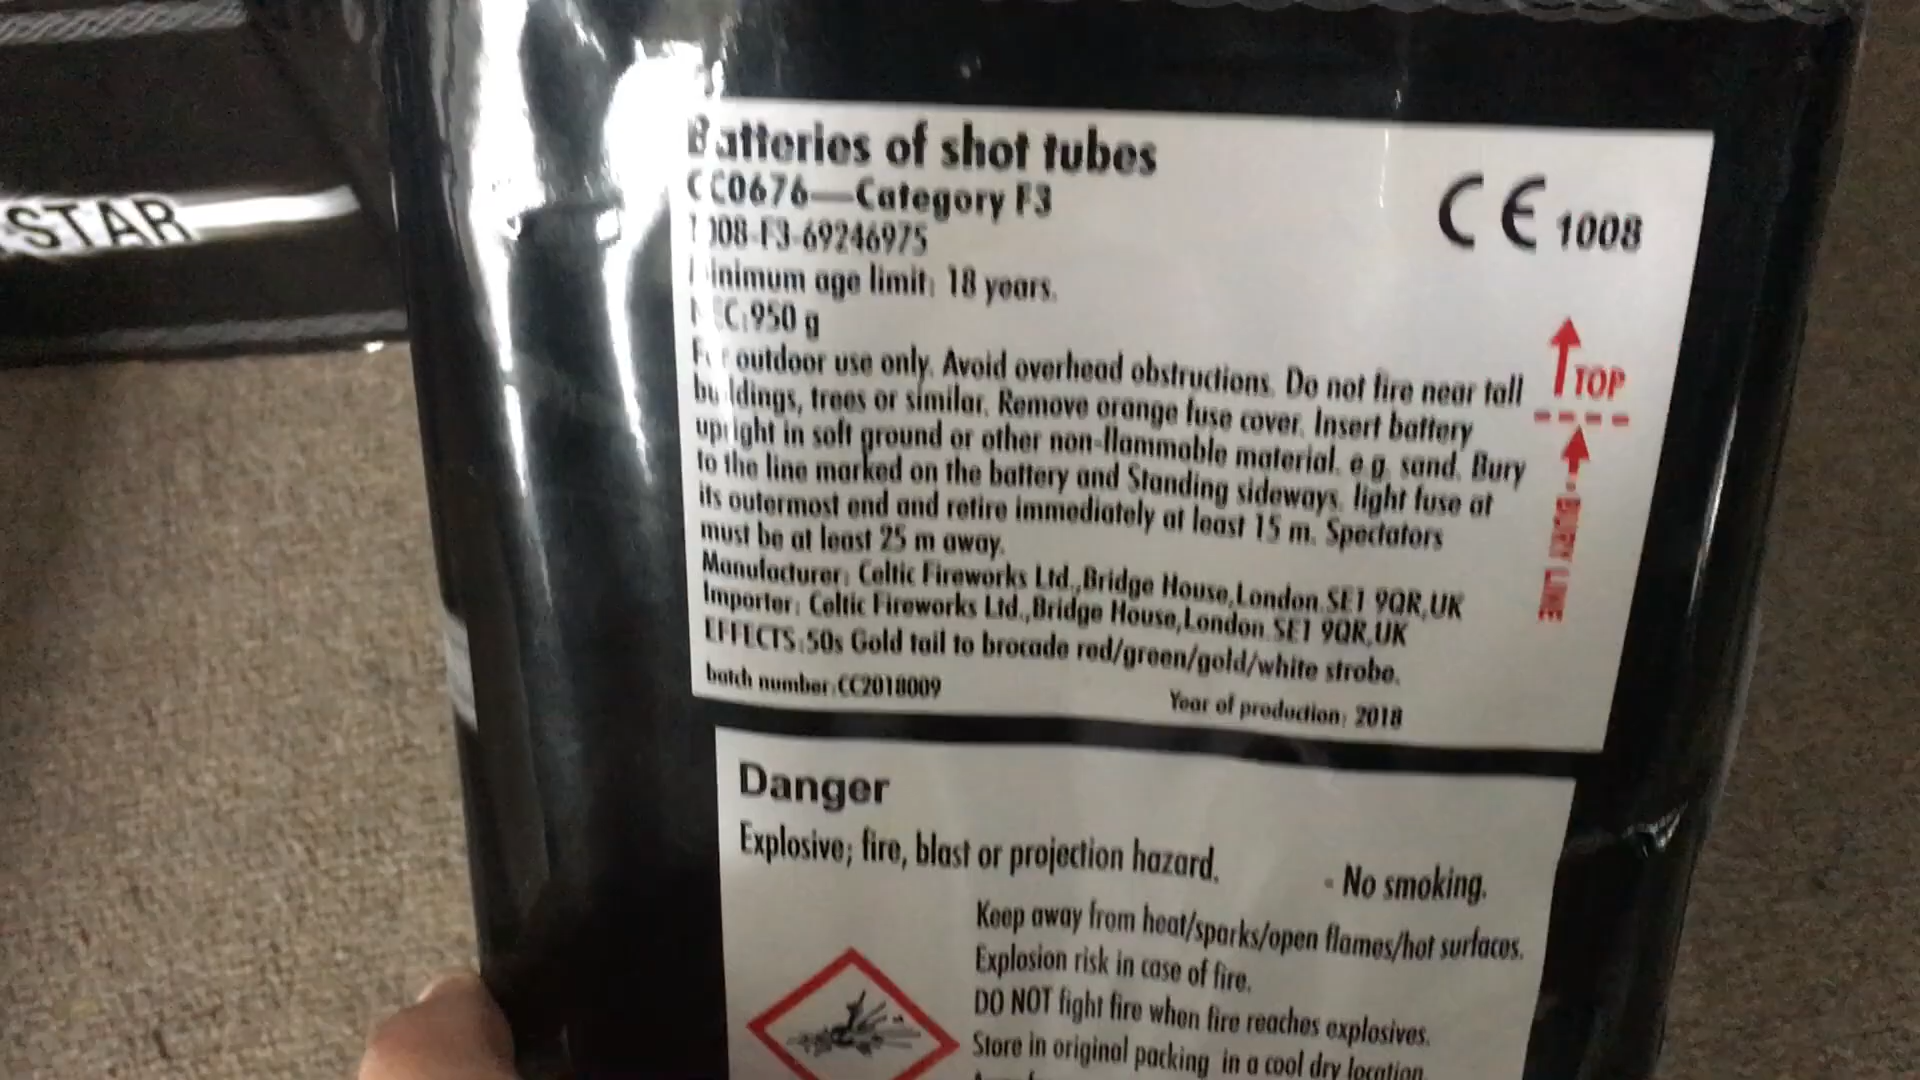 STAR
Batteries of shot tubes
CC0676—Category F3
1008-F3-69246975
Minimum age limit: 18 years.
NEC:950 g
For outdoor use only. Avoid overhead obstructions. Do not fire near tall
buildings, trees or similar. Remove orange fuse cover. Insert battery
upright in soft ground or other non-flammable material. e.g. sand. Bury
to the line marked on the battery and Standing sideways. light fuse at
its outermost end and retire immediately at least 15 m. Spectators
must be at least 25 m away.
Manufacturer: Celtic Fireworks Ltd.,Bridge House,London.SE1 9QR,UK
Importer: Celtic Fireworks Ltd.,Bridge House,London.SE1 9QR,UK
EFFECTS:50s Gold tail to brocade red/green/gold/white strobe.
batch number:CC2018009
Year of production: 2018
CE 1008
TOP
BURY LINE
Danger
Explosive; fire, blast or projection hazard.
- No smoking.
Keep away from heat/sparks/open flames/hot surfaces.
Explosion risk in case of fire.
DO NOT fight fire when fire reaches explosives.
Store in original packing in a cool dry location.